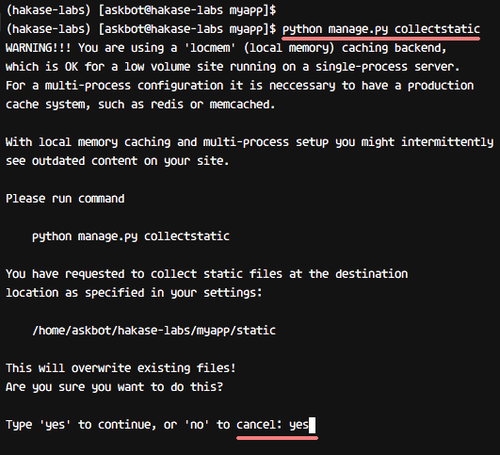 (hakase-labs) [askbot@hakase-labs myapp]$
(hakase-labs) [askbot@hakase-labs myapp]$ python manage.py collectstatic
WARNING!!! You are using a 'locmem' (local memory) caching backend,
which is OK for a low volume site running on a single-process server.
For a multi-process configuration it is neccessary to have a production
cache system, such as redis or memcached.
With local memory caching and multi-process setup you might intermittently
see outdated content on your site.
Please run command
python manage.py collectstatic
You have requested to collect static files at the destination
location as specified in your settings:
/home/askbot/hakase-labs/myapp/static
This will overwrite existing files!
Are you sure you want to do this?
Type 'yes' to continue, or 'no' to cancel: yes